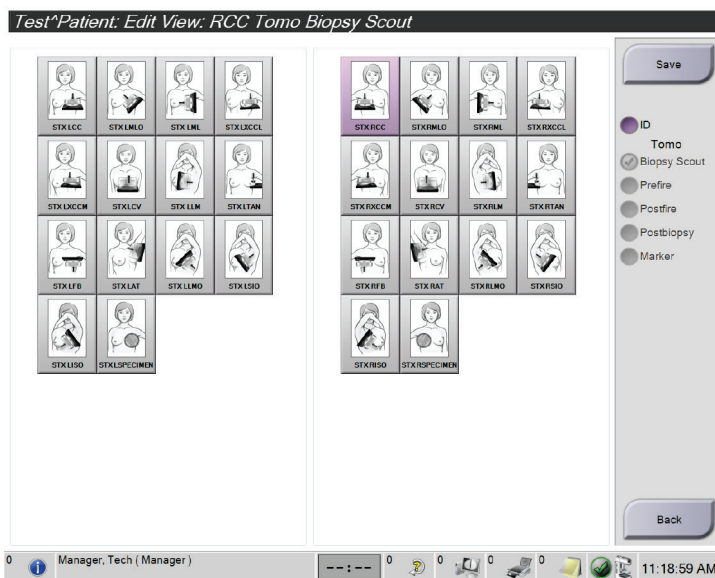 Test^Patient: Edit View: RCC Tomo Biopsy Scout
STX LCC STX LMLO STX LML STX LXCCL
STX LXCCM STX LCV STX LLM STX LTAN
STX LFB STX LAT STX LLMO STX LSIO
STX LISO STX LSPECIMEN
STX RCC STX RMLO STX RML STX RXCCL
STX RXCCM STX RCV STX RLM STX RTAN
STX RFB STX RAT STX RLMO STX RSIO
STX RISO STX RSPECIMEN
Save
ID
Tomo
Biopsy Scout
Prefire
Postfire
Postbiopsy
Marker
Back
0 Manager, Tech ( Manager ) --:-- 0 0 0 0 11:18:59 AM